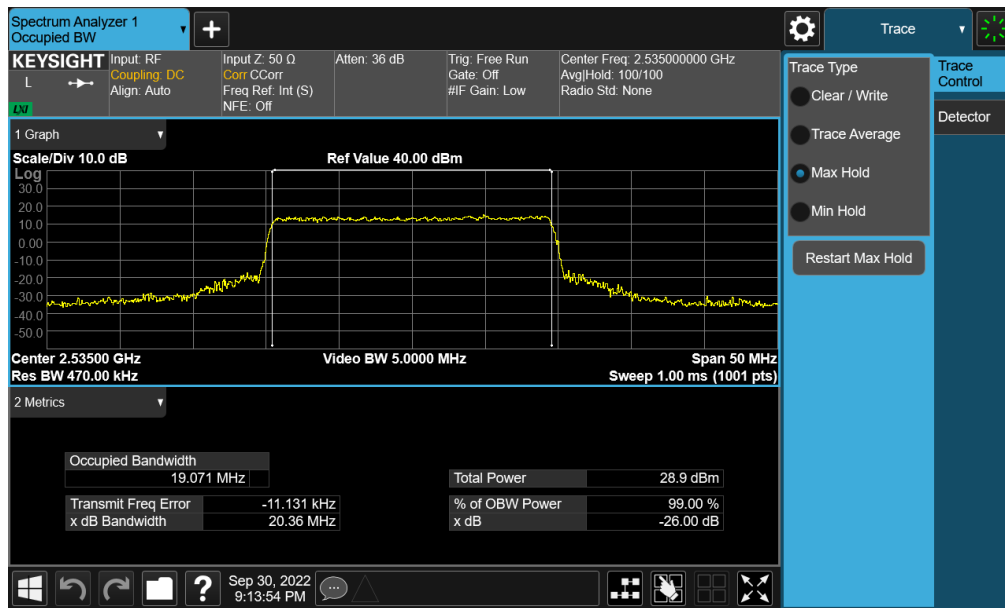 Spectrum Analyzer 1
Occupied BW
+
Trace
KEYSIGHT
L
LXI
Input: RF
Coupling: DC
Align: Auto
Input Z: 50 Ω
Corr CCorr
Freq Ref: Int (S)
NFE: Off
Atten: 36 dB
Trig: Free Run
Gate: Off
#IF Gain: Low
Center Freq: 2.535000000 GHz
Avg|Hold: 100/100
Radio Std: None
Trace Type
Clear / Write
Trace Average
Max Hold
Min Hold
Restart Max Hold
Trace
Control
Detector
1 Graph
Scale/Div 10.0 dB
Ref Value 40.00 dBm
Log
30.0
20.0
10.0
0.00
-10.0
-20.0
-30.0
-40.0
-50.0
Center 2.53500 GHz
Video BW 5.0000 MHz
Span 50 MHz
Res BW 470.00 kHz
Sweep 1.00 ms (1001 pts)
2 Metrics
Occupied Bandwidth
19.071 MHz
Total Power 28.9 dBm
Transmit Freq Error -11.131 kHz
% of OBW Power 99.00 %
x dB Bandwidth 20.36 MHz
x dB -26.00 dB
?
Sep 30, 2022
9:13:54 PM